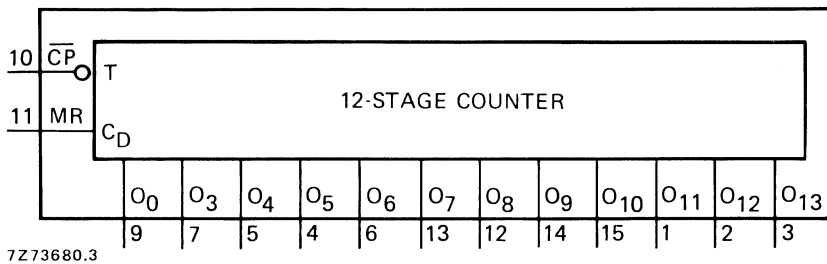 10 CP T
12-STAGE COUNTER
11 MR CD
O0 O3 O4 O5 O6 O7 O8 O9 O10 O11 O12 O13
9 7 5 4 6 13 12 14 15 1 2 3
7Z73680.3